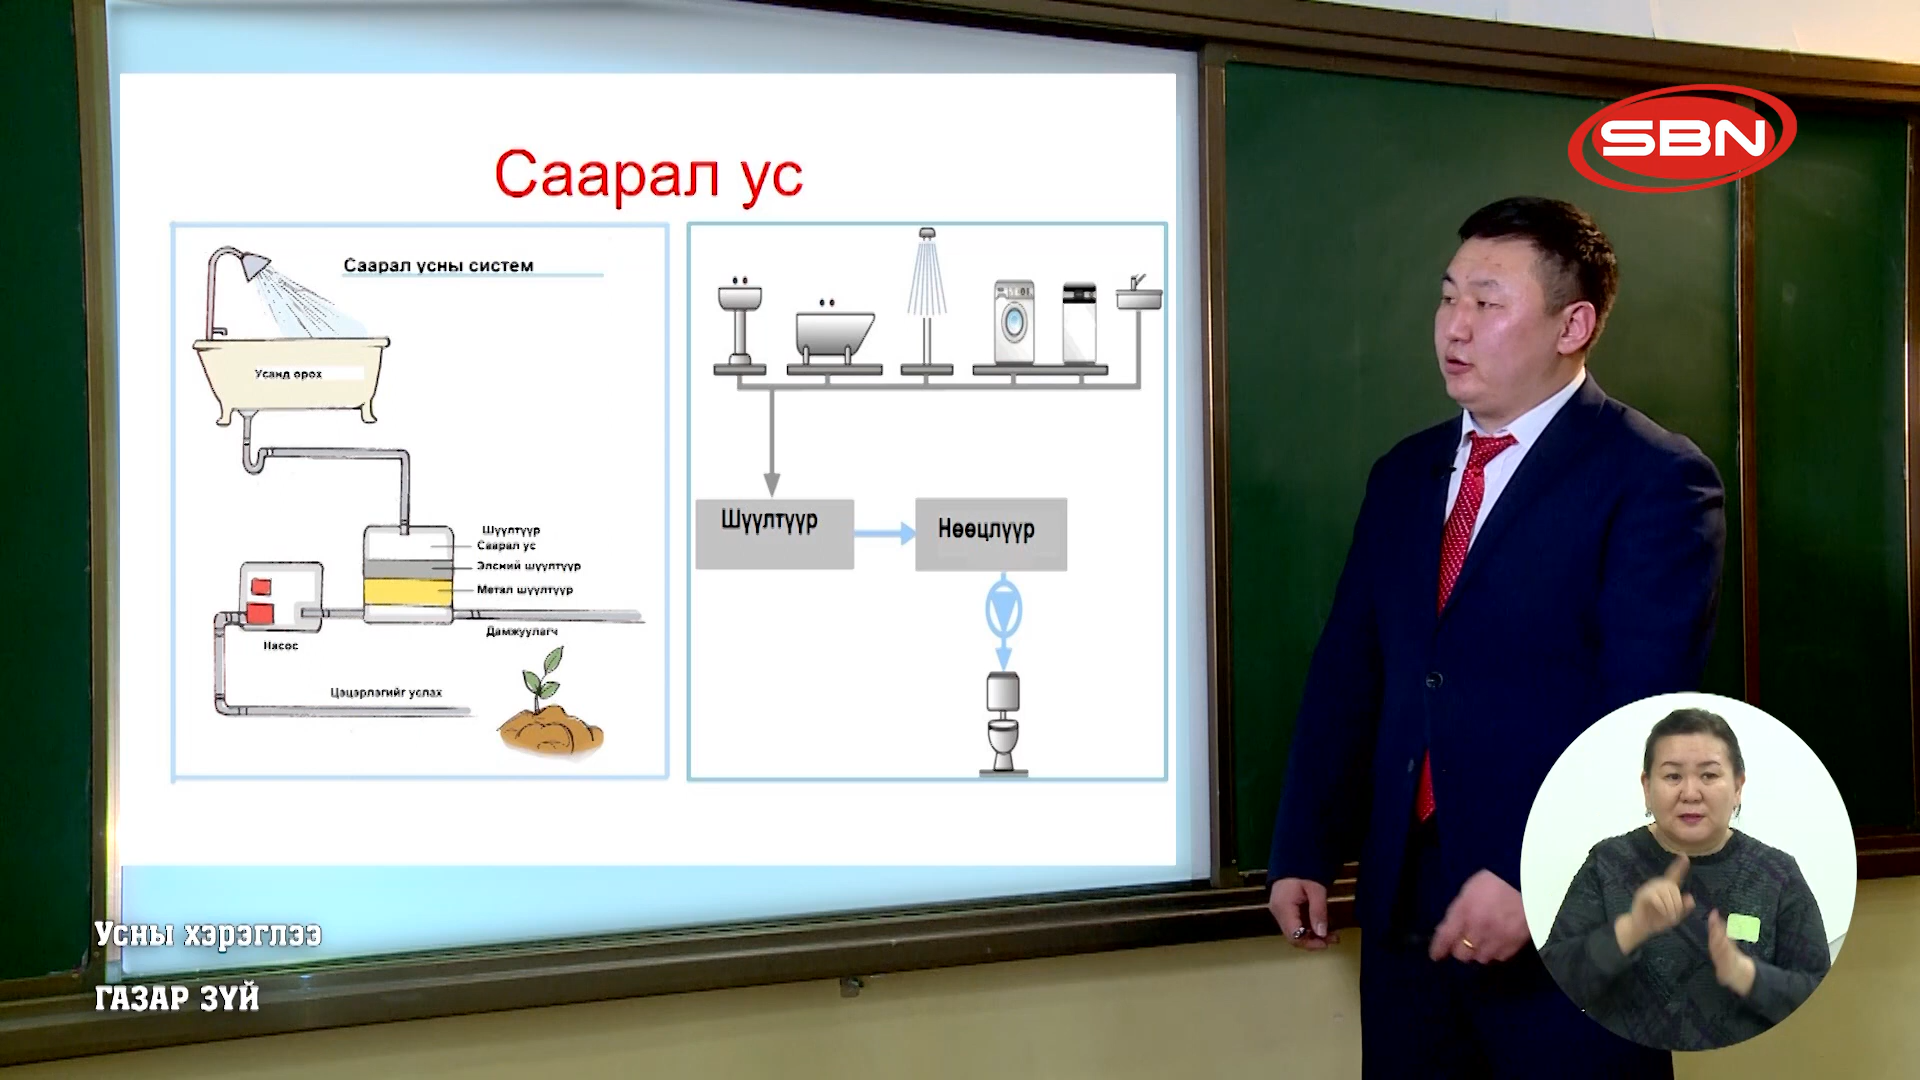 SBN
Саарал ус
Саарал усны систем
Усанд орох
Шүүлтүүр
Саарал ус
Элсний шүүлтүүр
Метал шүүлтүүр
Дамжуулагч
Насос
Цэцэрлэгийг услах
Шүүлтүүр
Нөөцлүүр
Усны хэрэглээ
ГАЗАР ЗҮЙ